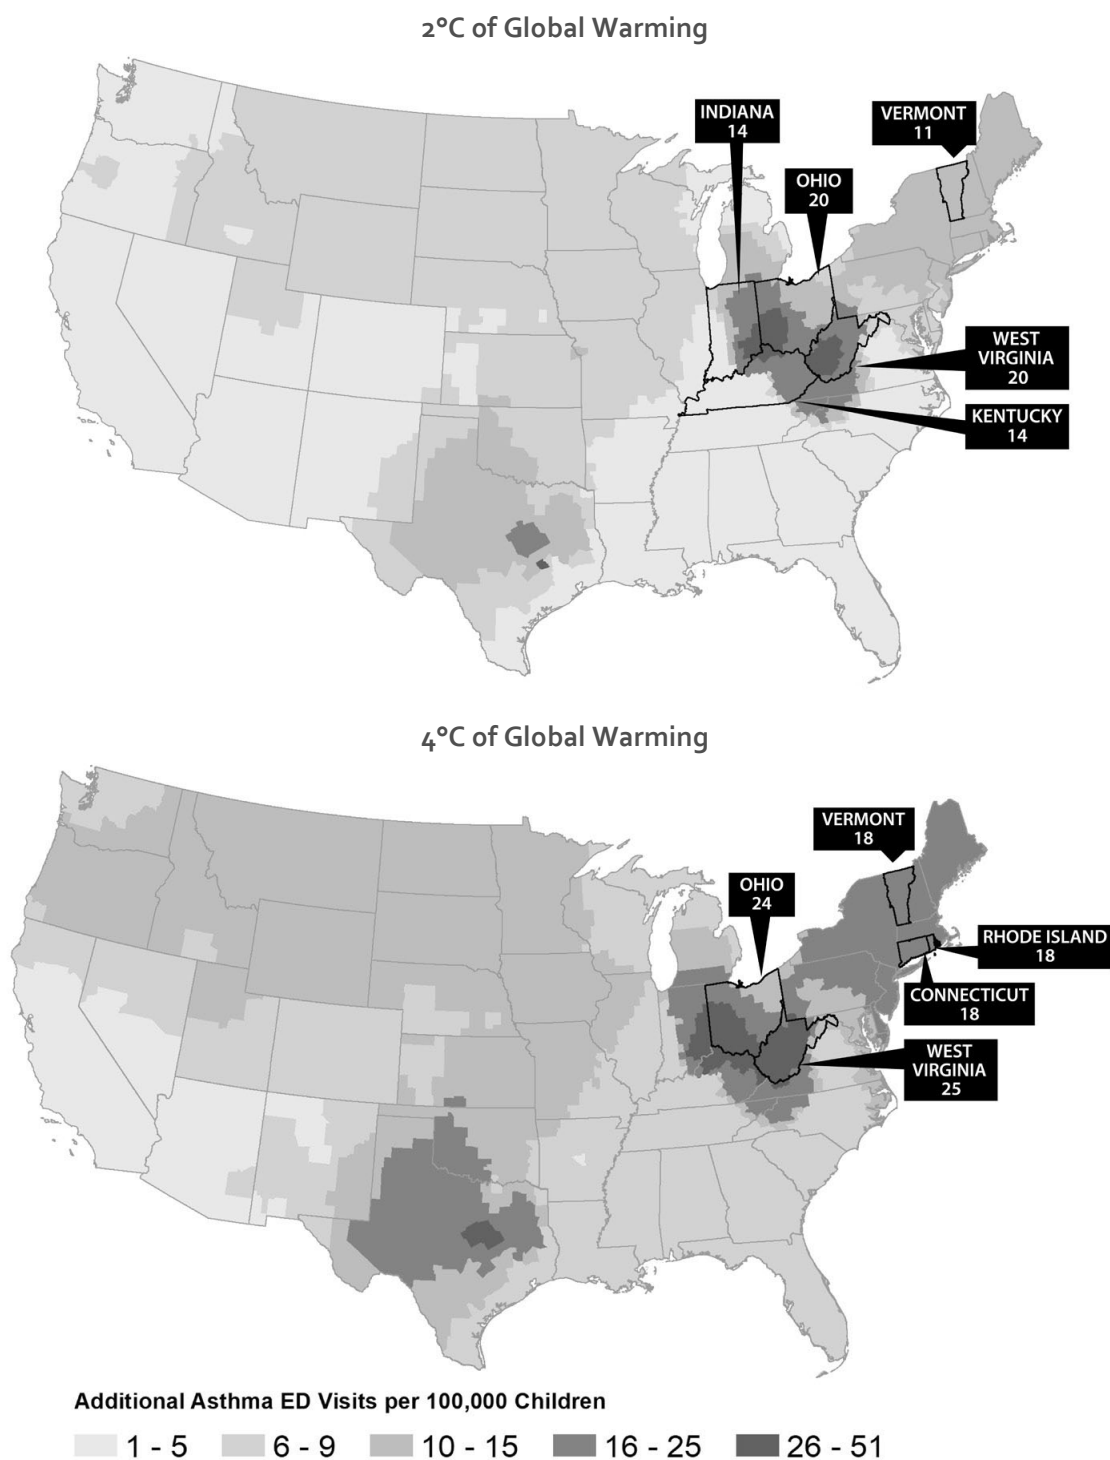 2°C of Global Warming
INDIANA
14
VERMONT
11
OHIO
20
WEST
VIRGINIA
20
KENTUCKY
14
4°C of Global Warming
VERMONT
18
OHIO
24
RHODE ISLAND
18
CONNECTICUT
18
WEST
VIRGINIA
25
Additional Asthma ED Visits per 100,000 Children
1 - 5 6 - 9 10 - 15 16 - 25 26 - 51